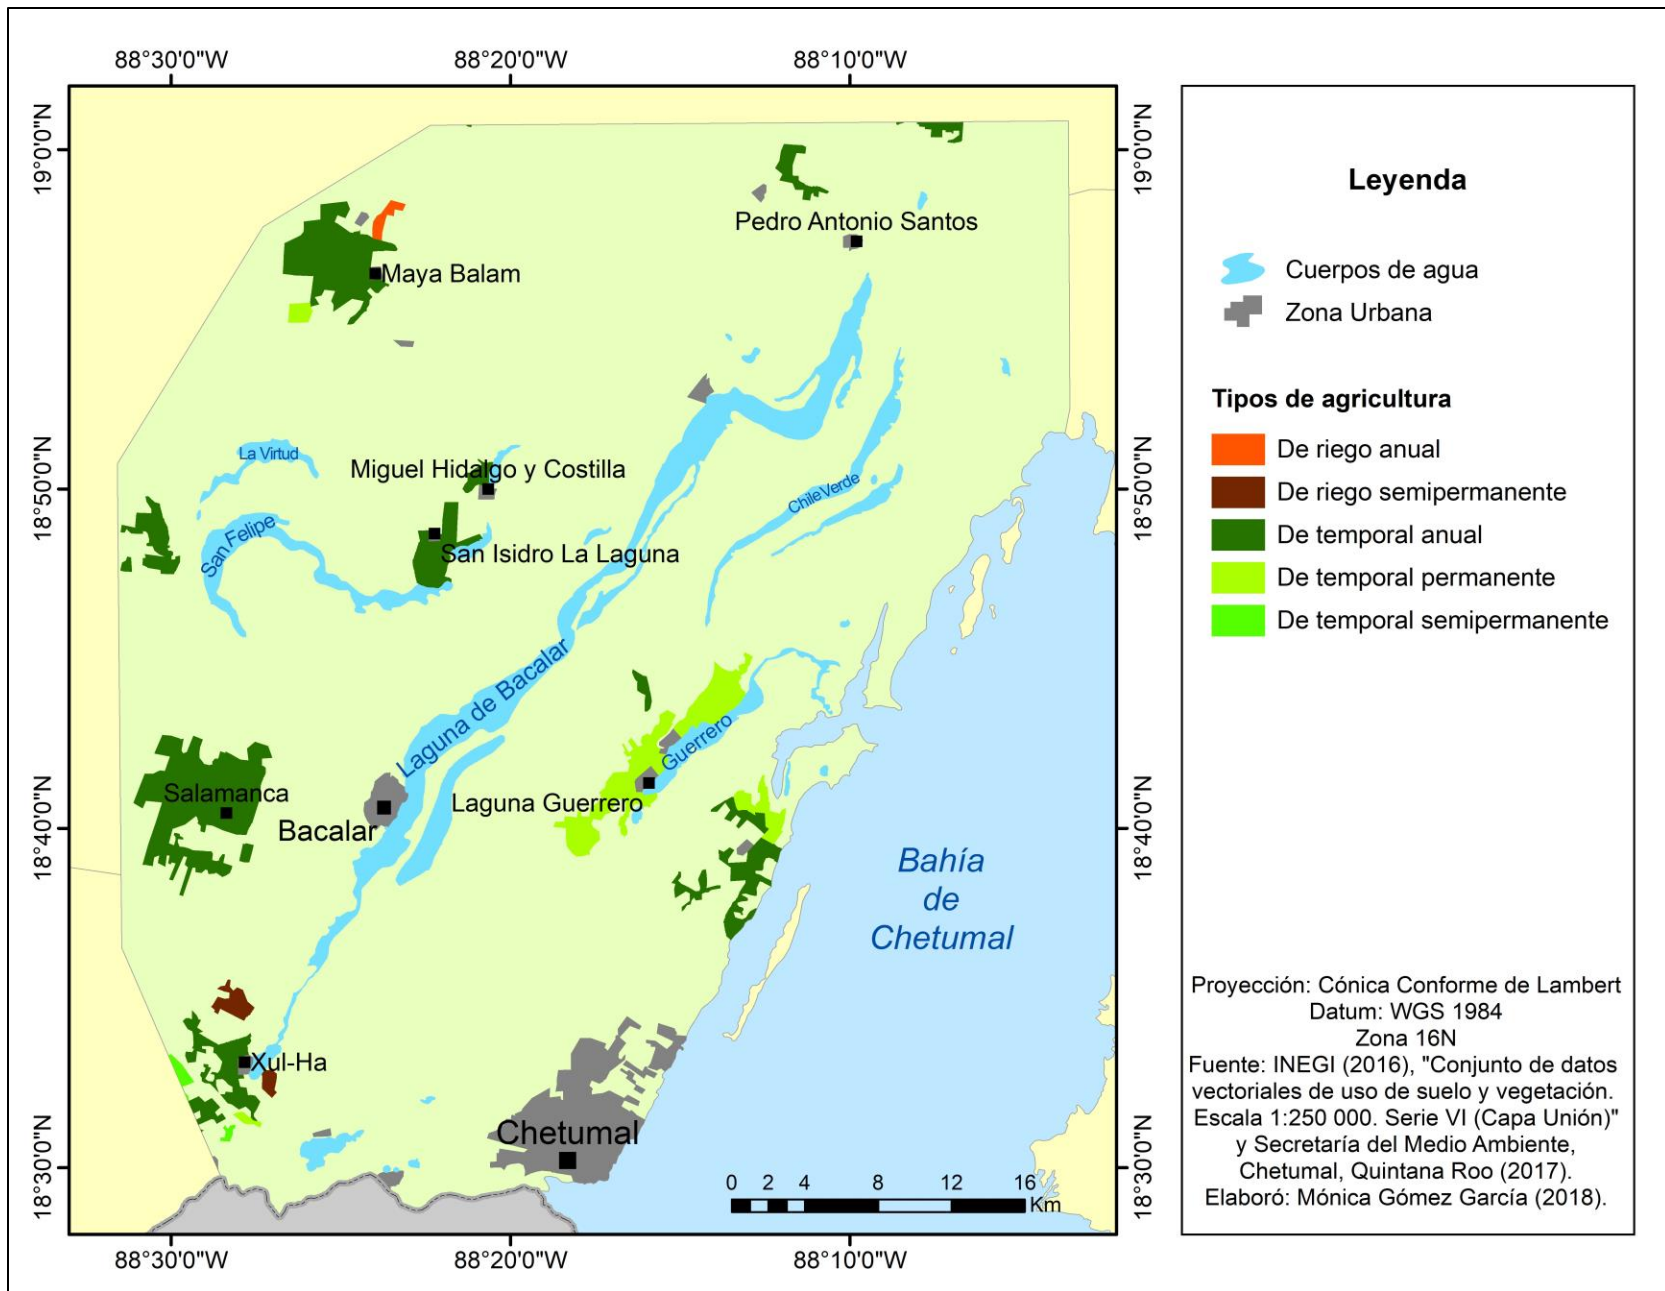 88°30'0"W
88°20'0"W
88°10'0"W
19°0'0"N
19°0'0"N
Pedro Antonio Santos
Maya Balam
La Virtud
Miguel Hidalgo y Costilla
18°50'0"N
18°50'0"N
Chile Verde
San Felipe
San Isidro La Laguna
Laguna de Bacalar
Guerrero
Salamanca
Laguna Guerrero
Bacalar
18°40'0"N
18°40'0"N
Bahía
de
Chetumal
Xul-Ha
Chetumal
18°30'0"N
18°30'0"N
0 2 4 8 12 16
Km
88°30'0"W
88°20'0"W
88°10'0"W
Leyenda
Cuerpos de agua
Zona Urbana
Tipos de agricultura
De riego anual
De riego semipermanente
De temporal anual
De temporal permanente
De temporal semipermanente
Proyección: Cónica Conforme de Lambert
Datum: WGS 1984
Zona 16N
Fuente: INEGI (2016), "Conjunto de datos
vectoriales de uso de suelo y vegetación.
Escala 1:250 000. Serie VI (Capa Unión)"
y Secretaría del Medio Ambiente,
Chetumal, Quintana Roo (2017).
Elaboró: Mónica Gómez García (2018).